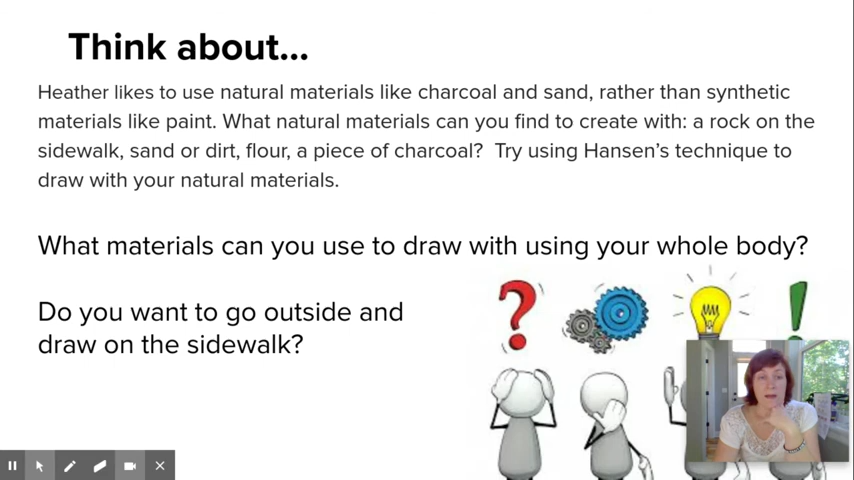 Think about...
Heather likes to use natural materials like charcoal and sand, rather than synthetic
materials like paint. What natural materials can you find to create with: a rock on the
sidewalk, sand or dirt, flour, a piece of charcoal?  Try using Hansen’s technique to
draw with your natural materials.
What materials can you use to draw with using your whole body?
Do you want to go outside and
draw on the sidewalk?